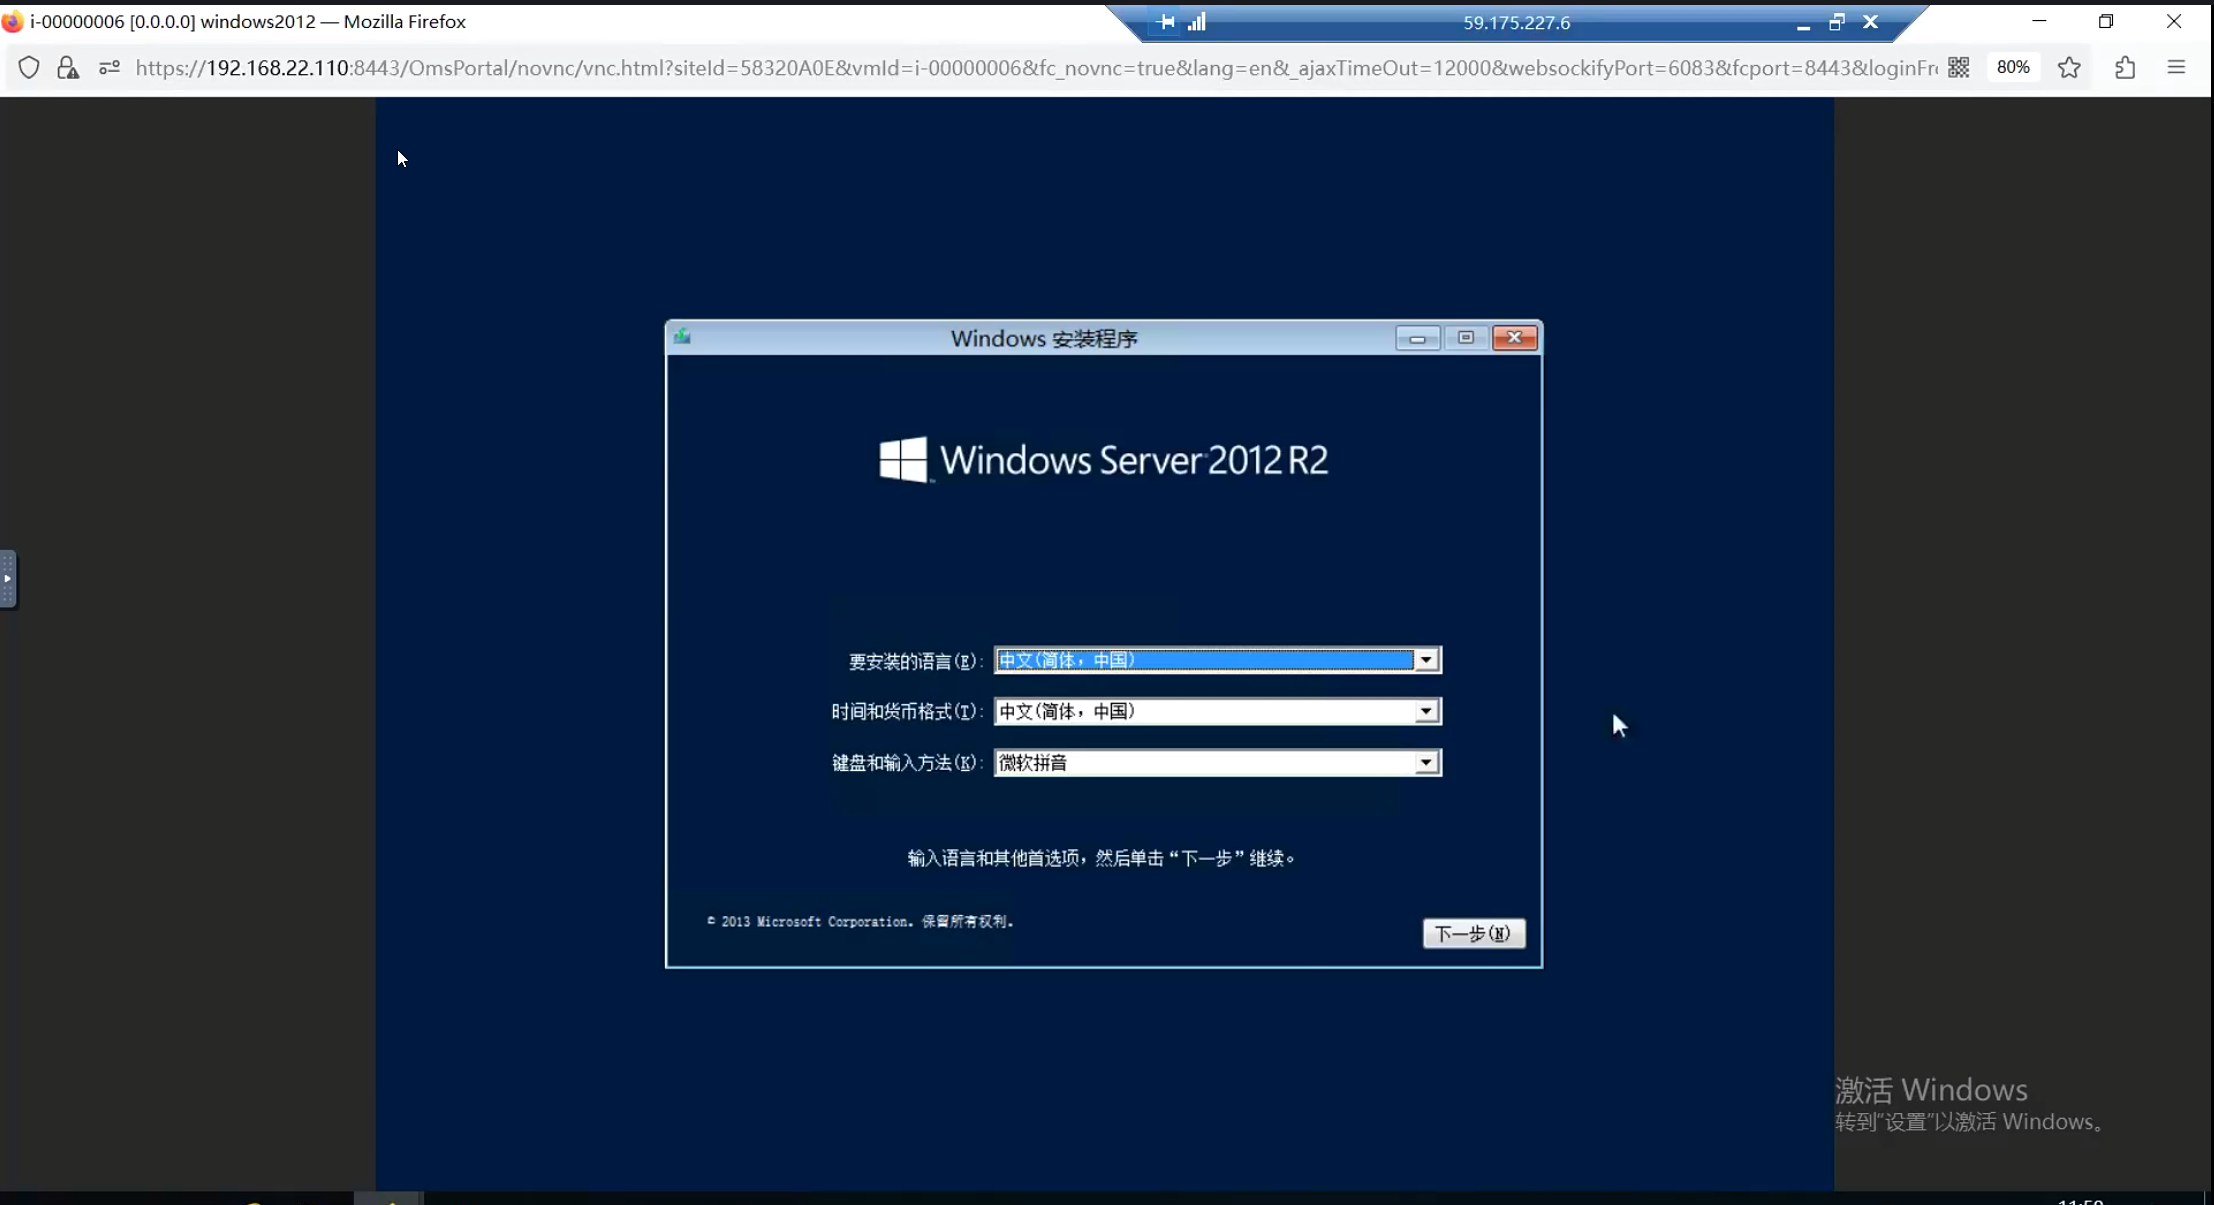 i-00000006 [0.0.0.0] windows2012 — Mozilla Firefox
59.175.227.6
https://192.168.22.110:8443/OmsPortal/novnc/vnc.html?siteId=58320A0E&vmId=i-00000006&fc_novnc=true&lang=en&_ajaxTimeOut=12000&websockifyPort=6083&fcport=8443&loginFr
80%
Windows 安装程序
Windows Server 2012 R2
要安装的语言(E): 中文(简体，中国)
时间和货币格式(T): 中文(简体，中国)
键盘和输入方法(K): 微软拼音
输入语言和其他首选项，然后单击“下一步”继续。
© 2013 Microsoft Corporation. 保留所有权利.
下一步(N)
激活 Windows
转到"设置"以激活 Windows。